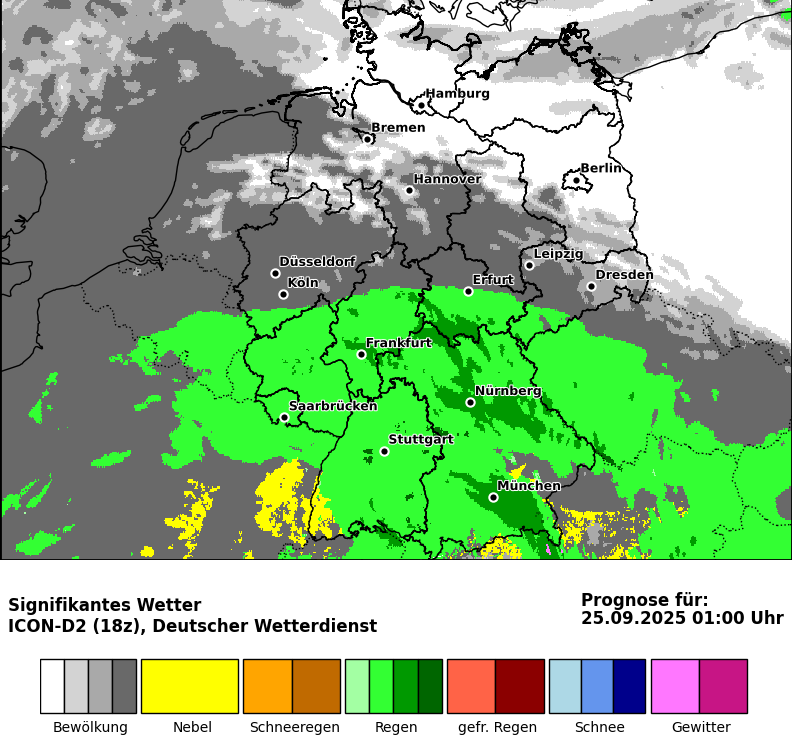 Hamburg
Bremen
Berlin
Hannover
Leipzig
Düsseldorf
Dresden
Köln
Erfurt
Frankfurt
Nürnberg
Saarbrücken
Stuttgart
München
Signifikantes Wetter
ICON-D2 (18z), Deutscher Wetterdienst
Prognose für:
25.09.2025 01:00 Uhr
Bewölkung Nebel Schneeregen Regen gefr. Regen Schnee Gewitter